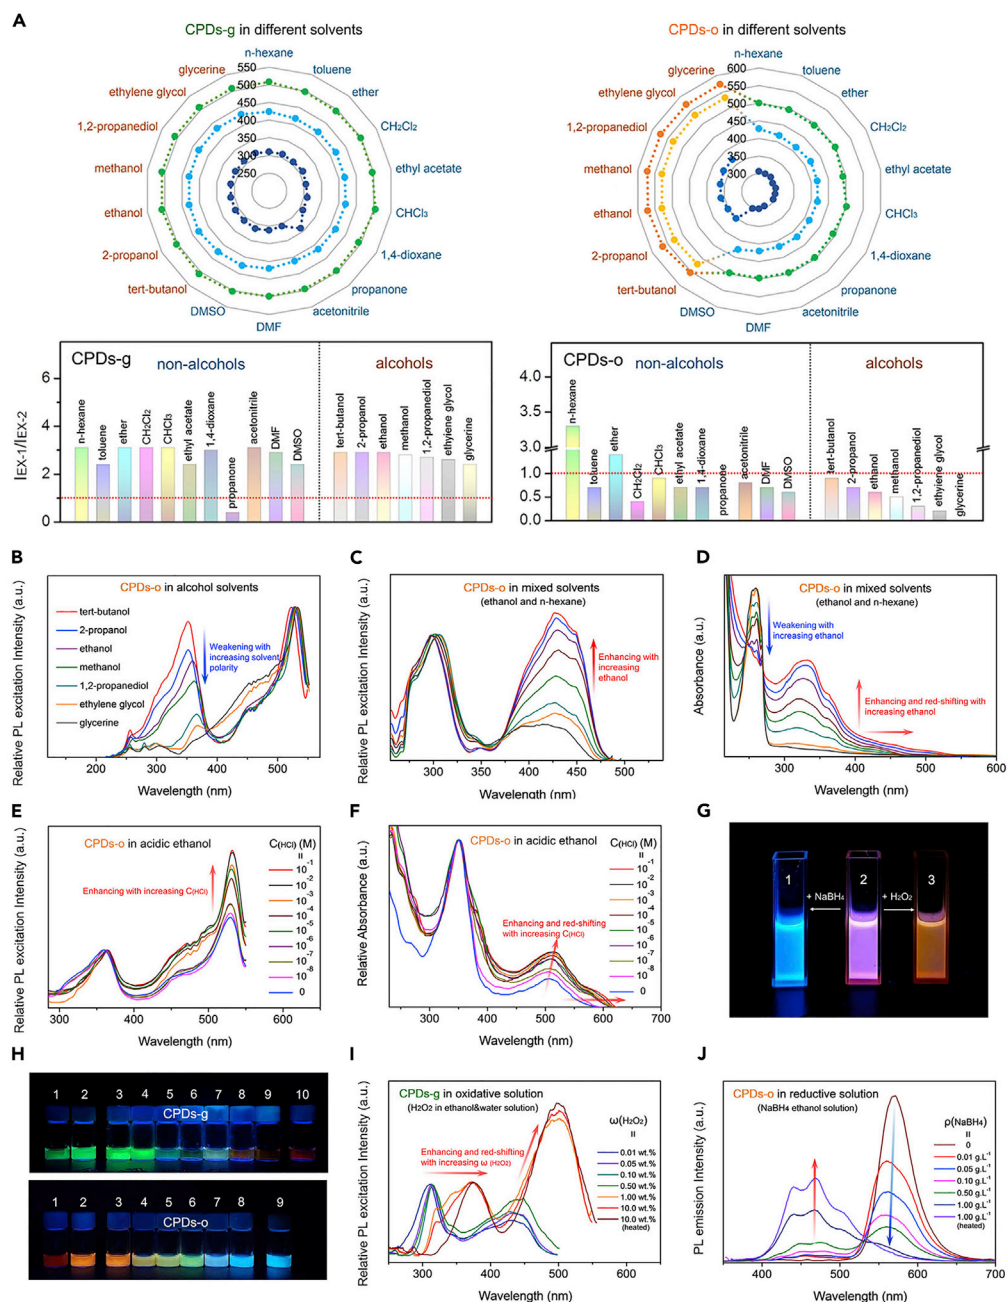 A
CPDs-g in different solvents
n-hexane
toluene
ether
CH2Cl2
ethyl acetate
CHCl3
1,4-dioxane
propanone
acetonitrile
DMF
DMSO
tert-butanol
2-propanol
ethanol
methanol
1,2-propanediol
ethylene glycol
glycerine
550
500
450
400
350
300
250
CPDs-o in different solvents
n-hexane
toluene
ether
CH2Cl2
ethyl acetate
CHCl3
1,4-dioxane
propanone
acetonitrile
DMF
DMSO
tert-butanol
2-propanol
ethanol
methanol
1,2-propanediol
ethylene glycol
glycerine
600
550
500
450
400
350
300
CPDs-g
non-alcohols
alcohols
IEX-1/IEX-2
6
4
2
0
n-hexane
toluene
ether
CH2Cl2
CHCl3
ethyl acetate
1,4-dioxane
propanone
acetonitrile
DMF
DMSO
tert-butanol
2-propanol
ethanol
methanol
1,2-propanediol
ethyiene glycol
glycerine
CPDs-o
non-alcohols
alcohols
4.0
3.5
3.0
1.0
0.5
0.0
n-hexane
toluene
ether
CH2Cl2
CHCl3
ethyl acetate
1,4-dioxane
propanone
acetonitrile
DMF
DMSO
tert-butanol
2-propanol
ethanol
methanol
1,2-propanediol
ethyiene glycol
glycerine
B
CPDs-o in alcohol solvents
Relative PL excitation Intensity (a.u.)
tert-butanol
2-propanol
ethanol
methanol
1,2-propanediol
ethylene glycol
glycerine
Weakening with
increasing solvent
polarity
200 300 400 500
Wavelength (nm)
C
CPDs-o in mixed solvents
(ethanol and n-hexane)
Relative PL excitation Intensity (a.u.)
Enhancing with
increasing
ethanol
300 350 400 450 500
Wavelength (nm)
D
CPDs-o in mixed solvents
(ethanol and n-hexane)
Absorbance (a.u.)
Weakening with
increasing ethanol
Enhancing and red-shifting with
increasing ethanol
200 300 400 500 600
Wavelength (nm)
E
CPDs-o in acidic ethanol
Relative PL excitation Intensity (a.u.)
C(HCl) (M)
=
10-1
10-2
10-3
10-4
10-5
10-6
10-7
10-8
0
Enhancing with increasing C(HCl)
300 400 500 600
Wavelength (nm)
F
CPDs-o in acidic ethanol
Relative Absorbance (a.u.)
C(HCl) (M)
=
10-1
10-2
10-3
10-4
10-5
10-6
10-7
10-8
10
0
Enhancing and red-shifting
with increasing C(HCl)
300 400 500 600 700
Wavelength (nm)
G
1
2
3
+ NaBH4
+ H2O2
H
1 2 3 4 5 6 7 8 9 10
CPDs-g
1 2 3 4 5 6 7 8 9
CPDs-o
I
CPDs-g in oxidative solution
(H2O2 in ethanol&water solution)
Relative PL excitation Intensity (a.u.)
ω(H2O2)
=
0.01 wt.%
0.05 wt.%
0.10 wt.%
0.50 wt.%
1.00 wt.%
10.0 wt.%
10.0 wt.%
(heated)
Enhancing and red-shifting
with increasing ω (H2O2)
250 300 350 400 450 500 550 600 650
Wavelength (nm)
J
CPDs-o in reductive solution
(NaBH4 ethanol solution)
PL emission Intensity (a.u.)
ρ(NaBH4)
=
0
0.01 g.L-1
0.05 g.L-1
0.10 g.L-1
0.50 g.L-1
1.00 g.L-1
1.00 g.L-1
(heated)
400 500 600 700
Wavelength (nm)